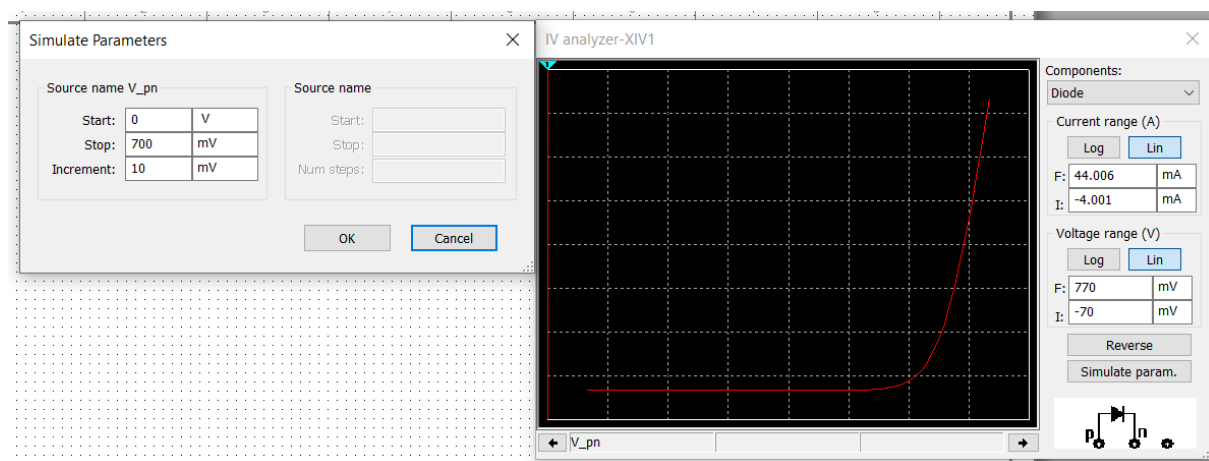 Simulate Parameters
Source name V_pn
Start: 0 V
Stop: 700 mV
Increment: 10 mV
Source name
Start:
Stop:
Num steps:
OK Cancel
IV analyzer-XIV1
V_pn
Components:
Diode
Current range (A)
Log Lin
F: 44.006 mA
I: -4.001 mA
Voltage range (V)
Log Lin
F: 770 mV
I: -70 mV
Reverse
Simulate param.
p n